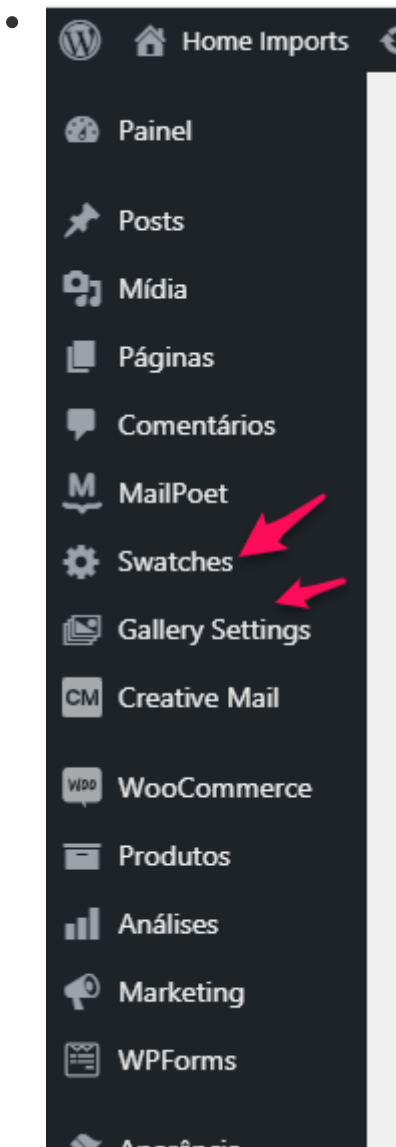 Home Imports
Painel
Posts
Mídia
Páginas
Comentários
M MailPoet
Swatches
Gallery Settings
CM Creative Mail
Woo WooCommerce
Produtos
Análises
Marketing
WPForms